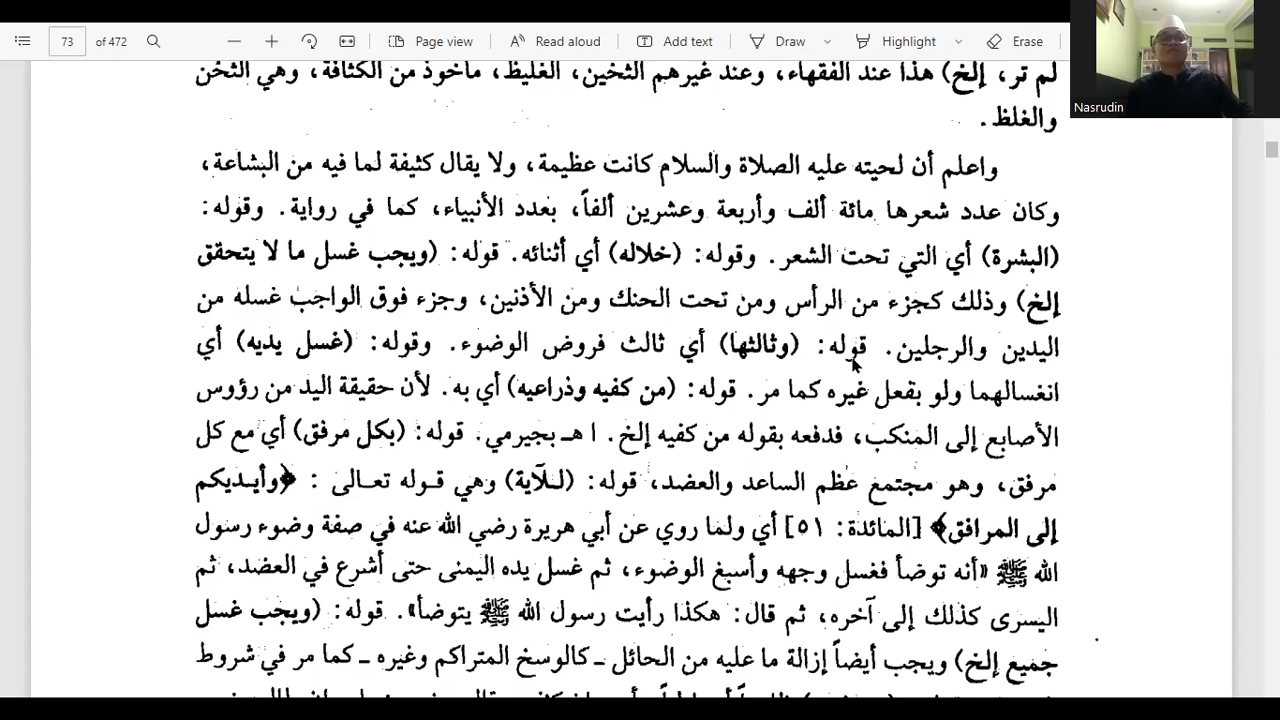 73 of 472
Page view
Read aloud
Add text
Draw
Highlight
Erase
Nasrudin
لم تر، إلخ) هذا عند الفقهاء، وعند غيرهم الثخين، الغليظ، مأخوذ من الكثافة، وهي الثخن
والغلظ.
واعلم أن لحيته عليه الصلاة والسلام كانت عظيمة، ولا يقال كثيفة لما فيه من البشاعة،
وكان عدد شعرها مائة ألف وأربعة وعشرين ألفاً، بعدد الأنبياء، كما في رواية. وقوله:
(البشرة) أي التي تحت الشعر. وقوله: (خلاله) أي أثنائه. قوله: (ويجب غسل ما لا يتحقق
إلخ) وذلك كجزء من الرأس ومن تحت الحنك ومن الأذنين، وجزء فوق الواجب غسله من
اليدين والرجلين. قوله: (وثالثها) أي ثالث فروض الوضوء. وقوله: (غسل يديه) أي
انغسالهما ولو بفعل غيره كما مر. قوله: (من كفيه وذراعيه) أي به. لأن حقيقة اليد من رؤوس
الأصابع إلى المنكب، فدفعه بقوله من كفيه إلخ. ا هـ بجيرمي. قوله: (بكل مرفق) أي مع كل
مرفق، وهو مجتمع عظم الساعد والعضد، قوله: (للآية) وهي قوله تعالى : ﴿وأيديكم
إلى المرافق﴾ [المائدة: ٥١] أي ولما روي عن أبي هريرة رضي الله عنه في صفة وضوء رسول
الله ﷺ «أنه توضأ فغسل وجهه وأسبغ الوضوء، ثم غسل يده اليمنى حتى أشرع في العضد، ثم
اليسرى كذلك إلى آخره، ثم قال: هكذا رأيت رسول الله ﷺ يتوضأ». قوله: (ويجب غسل
جميع إلخ) ويجب أيضاً إزالة ما عليه من الحائل ـ كالوسخ المتراكم وغيره ـ كما مر في شروط